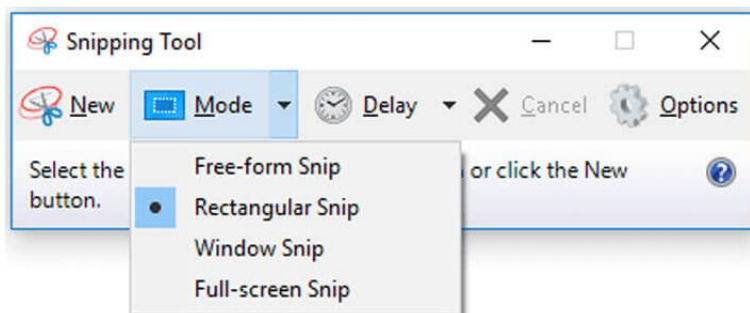 Snipping Tool
New Mode Delay Cancel Options
Select the or click the New
button.
Free-form Snip
Rectangular Snip
Window Snip
Full-screen Snip